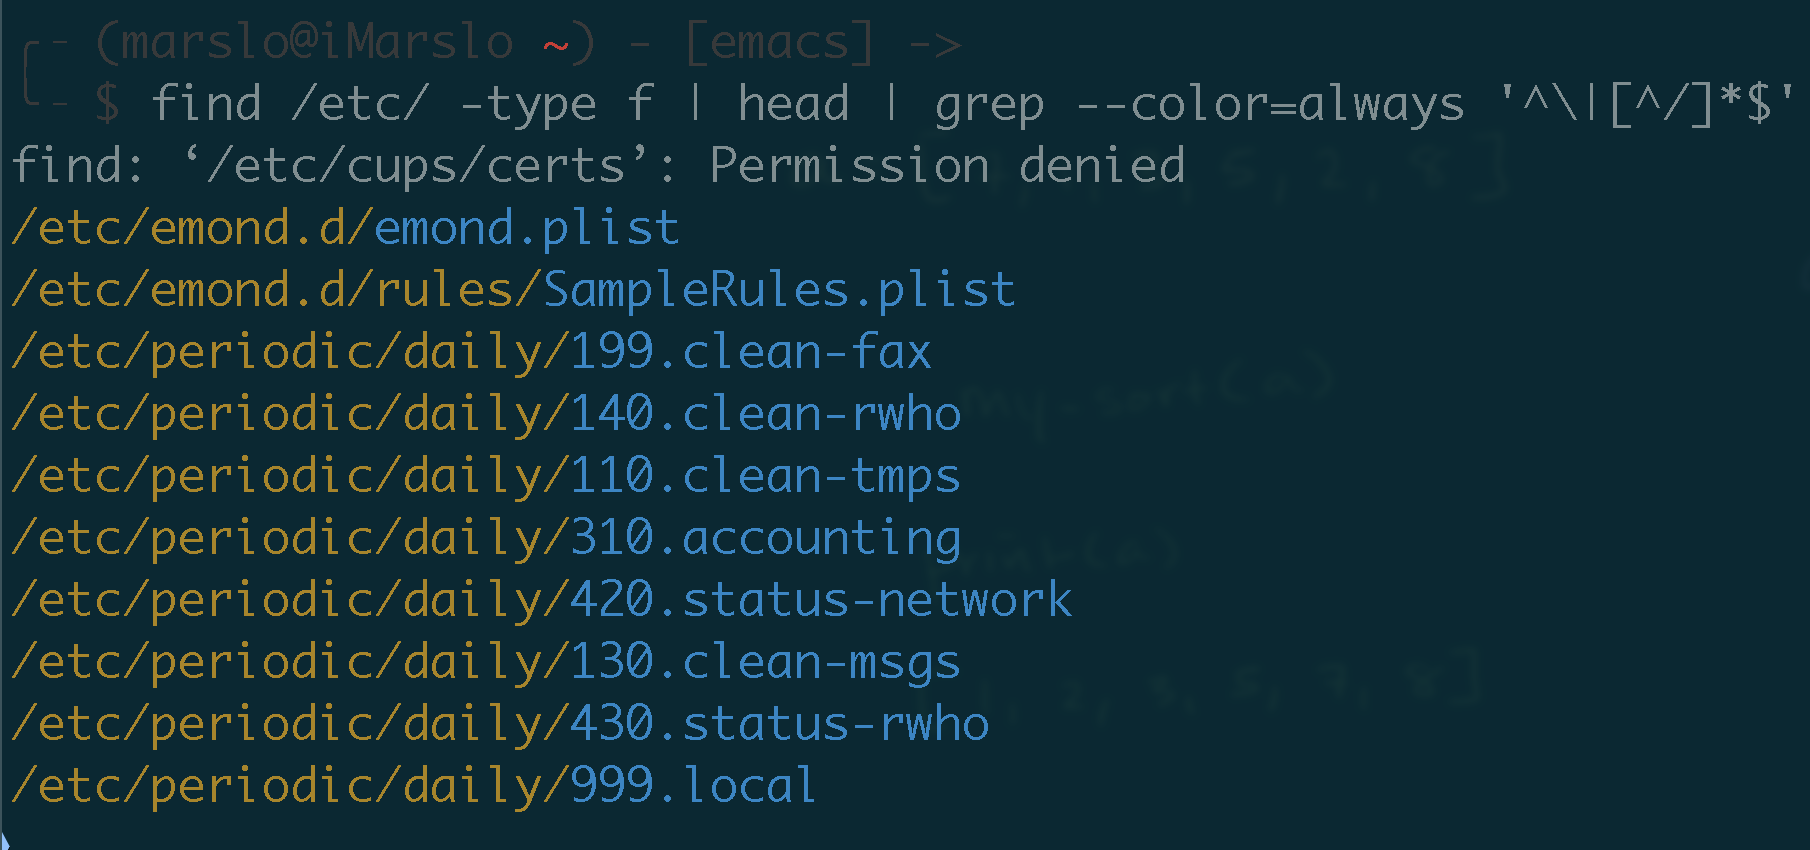 ╭- (marslo@iMarslo ~) - [emacs] ->
╰- $ find /etc/ -type f | head | grep --color=always '^\|[^/]*$'
find: ‘/etc/cups/certs’: Permission denied
/etc/emond.d/emond.plist
/etc/emond.d/rules/SampleRules.plist
/etc/periodic/daily/199.clean-fax
/etc/periodic/daily/140.clean-rwho
/etc/periodic/daily/110.clean-tmps
/etc/periodic/daily/310.accounting
/etc/periodic/daily/420.status-network
/etc/periodic/daily/130.clean-msgs
/etc/periodic/daily/430.status-rwho
/etc/periodic/daily/999.local
my-sort(a)
print(a)